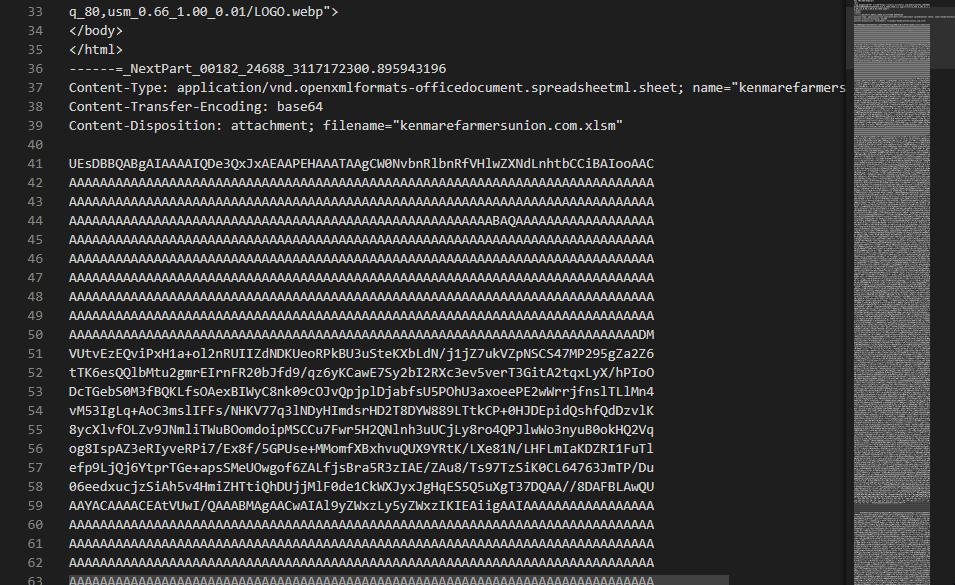 33 q_80,usm_0.66_1.00_0.01/LOGO.webp">
34 </body>
35 </html>
36 ------=_NextPart_00182_24688_3117172300.895943196
37 Content-Type: application/vnd.openxmlformats-officedocument.spreadsheetml.sheet; name="kenmarefarmers
38 Content-Transfer-Encoding: base64
39 Content-Disposition: attachment; filename="kenmarefarmersunion.com.xlsm"
40
41 UEsDBBQABgAIAAAAIQDe3QxJxAEAAPEHAAATAAgCW0NvbnRlbnRfVHlwZXNdLnhtbCCiBAIooAAC
42 AAAAAAAAAAAAAAAAAAAAAAAAAAAAAAAAAAAAAAAAAAAAAAAAAAAAAAAAAAAAAAAAAAAAAAAAAAAA
43 AAAAAAAAAAAAAAAAAAAAAAAAAAAAAAAAAAAAAAAAAAAAAAAAAAAAAAAAAAAAAAAAAAAAAAAAAAAA
44 AAAAAAAAAAAAAAAAAAAAAAAAAAAAAAAAAAAAAAAAAAAAAAAAAAAAAAABAQAAAAAAAAAAAAAAAAAA
45 AAAAAAAAAAAAAAAAAAAAAAAAAAAAAAAAAAAAAAAAAAAAAAAAAAAAAAAAAAAAAAAAAAAAAAAAAAAA
46 AAAAAAAAAAAAAAAAAAAAAAAAAAAAAAAAAAAAAAAAAAAAAAAAAAAAAAAAAAAAAAAAAAAAAAAAAAAA
47 AAAAAAAAAAAAAAAAAAAAAAAAAAAAAAAAAAAAAAAAAAAAAAAAAAAAAAAAAAAAAAAAAAAAAAAAAAAA
48 AAAAAAAAAAAAAAAAAAAAAAAAAAAAAAAAAAAAAAAAAAAAAAAAAAAAAAAAAAAAAAAAAAAAAAAAAAAA
49 AAAAAAAAAAAAAAAAAAAAAAAAAAAAAAAAAAAAAAAAAAAAAAAAAAAAAAAAAAAAAAAAAAAAAAAAAAAA
50 AAAAAAAAAAAAAAAAAAAAAAAAAAAAAAAAAAAAAAAAAAAAAAAAAAAAAAAAAAAAAAAAAAAAAAAAAADM
51 VUtvEzEQviPxH1a+ol2nRUIIZdNDKUeoRPkBU3uSteKXbLdN/j1jZ7ukVZpNSCS47MP295gZa2Z6
52 tTK6esQQlbMtu2gmrEIrnFR20bJfd9/qz6yKCawE7Sy2bI2RXc3ev5verT3GitA2tqxLyX/hPIoO
53 DcTGebS0M3fBQKLfsOAexBIWyC8nk09cOJvQpjplDjabfsU5POhU3axoeePE2wWrrjfnslTLlMn4
54 vM53IgLq+AoC3mslIFFs/NHKV77q3lNDyHImdsrHD2T8DYW889LTtkCP+0HJDEpidQshfQdDzvlK
55 8ycXlvfOLZv9JNmliTWuBOomdoipMSCCu7Fwr5H2QNlnh3uUCjLy8ro4QPJlwWo3nyuB0okHQ2Vq
56 og8IspAZ3eRIyveRPi7/Ex8f/5GPUse+MMomfXBxhvuQUX9YRtK/LXe81N/LHFLmIaKDZRI1FuTl
57 efp9LjQj6YtprTGe+apsSMeUOwgof6ZALfjsBra5R3zIAE/ZAu8/Ts97TzSiK0CL64763JmTP/Du
58 06eedxucjzSiAh5v4HmiZHTtiQhDUjjMlF0de1CkWXJyxJgHqES5Q5uXgT37DQAA//8DAFBLAwQU
59 AAYACAAAACEAtVUwI/QAAABMAgAACwAIAl9yZWxzLy5yZWxzIKIEAiigAAIAAAAAAAAAAAAAAAAA
60 AAAAAAAAAAAAAAAAAAAAAAAAAAAAAAAAAAAAAAAAAAAAAAAAAAAAAAAAAAAAAAAAAAAAAAAAAAAA
61 AAAAAAAAAAAAAAAAAAAAAAAAAAAAAAAAAAAAAAAAAAAAAAAAAAAAAAAAAAAAAAAAAAAAAAAAAAAA
62 AAAAAAAAAAAAAAAAAAAAAAAAAAAAAAAAAAAAAAAAAAAAAAAAAAAAAAAAAAAAAAAAAAAAAAAAAAAA
63 AAAAAAAAAAAAAAAAAAAAAAAAAAAAAAAAAAAAAAAAAAAAAAAAAAAAAAAAAAAAAAAAAAAAAAAAAAAA